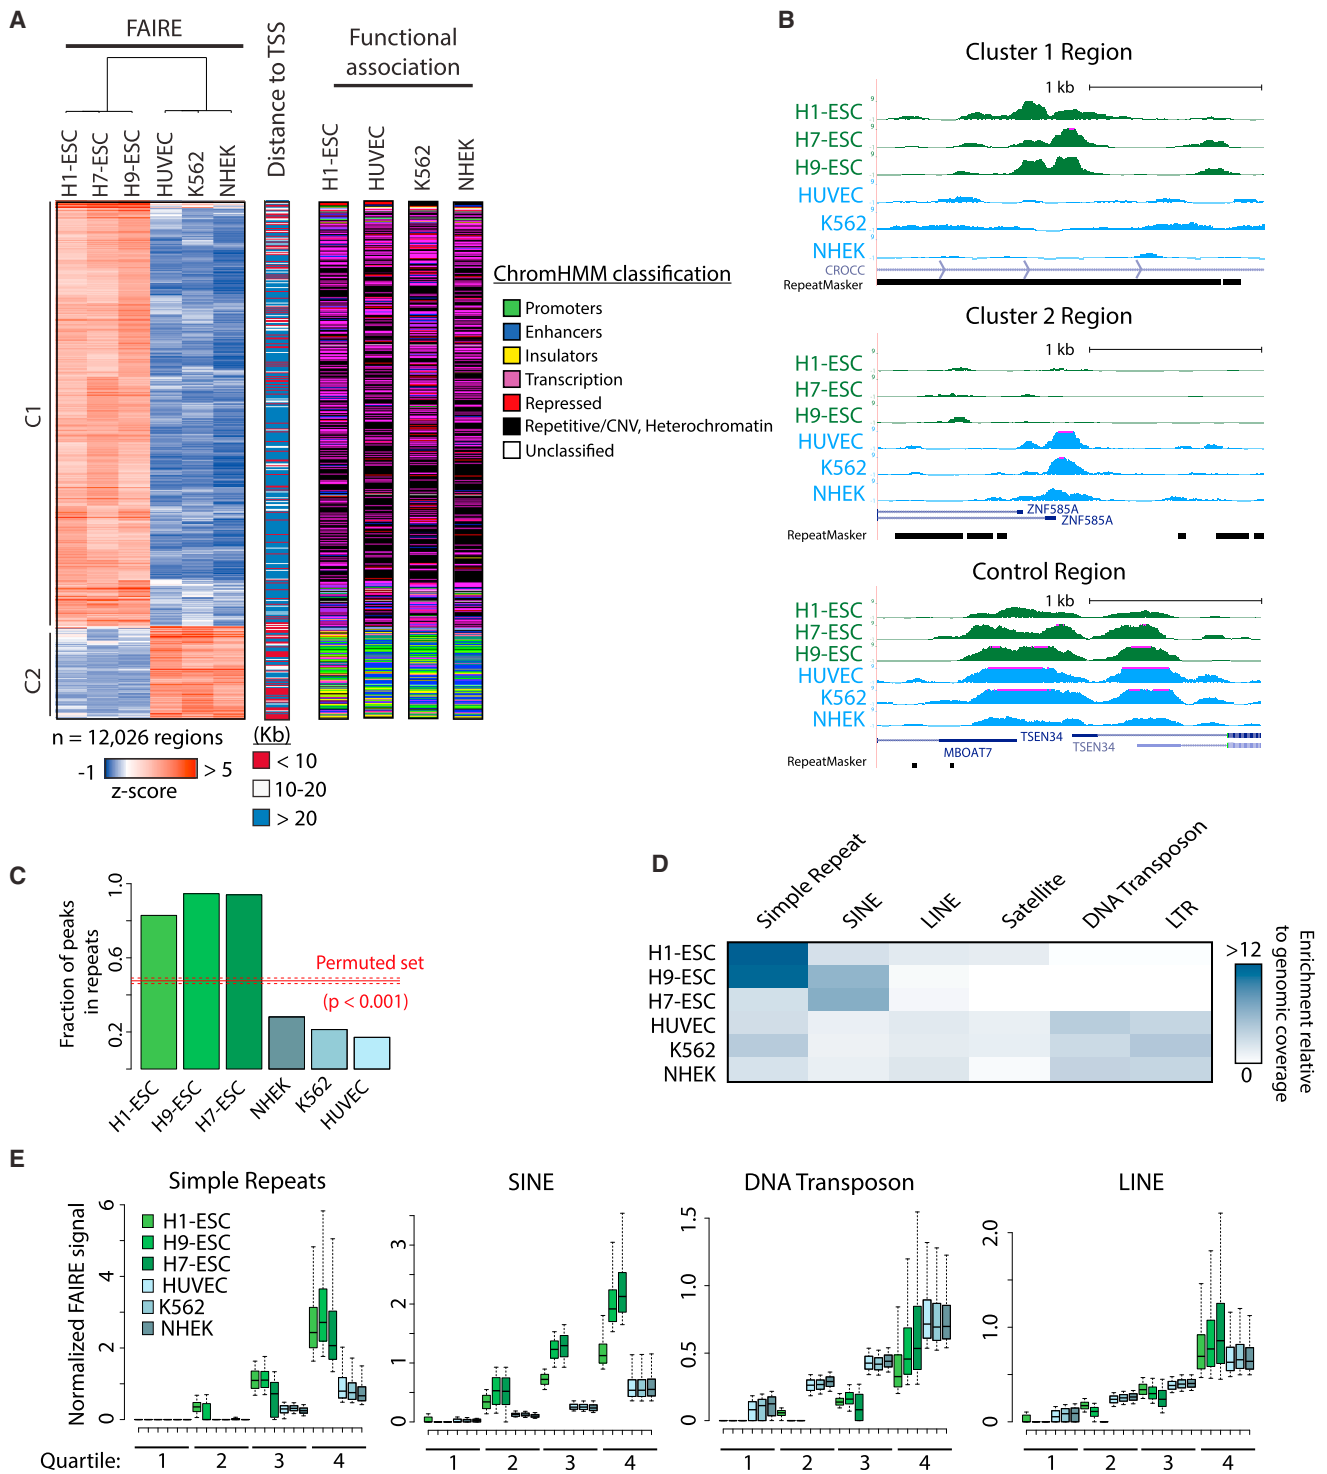 A
FAIRE
Distance to TSS
Functional
association
H1-ESC
H7-ESC
H9-ESC
HUVEC
K562
NHEK
H1-ESC
HUVEC
K562
NHEK
C1
C2
n = 12,026 regions
-1
> 5
z-score
(Kb)
< 10
10-20
> 20
ChromHMM classification
Promoters
Enhancers
Insulators
Transcription
Repressed
Repetitive/CNV, Heterochromatin
Unclassified
B
Cluster 1 Region
1 kb
H1-ESC
H7-ESC
H9-ESC
HUVEC
K562
NHEK
CROCC
RepeatMasker
Cluster 2 Region
1 kb
H1-ESC
H7-ESC
H9-ESC
HUVEC
K562
NHEK
ZNF585A
ZNF585A
RepeatMasker
Control Region
1 kb
H1-ESC
H7-ESC
H9-ESC
HUVEC
K562
NHEK
TSEN34
MBOAT7
TSEN34
RepeatMasker
C
Fraction of peaks
in repeats
1.0
0.6
0.2
Permuted set
(p < 0.001)
H1-ESC
H9-ESC
H7-ESC
NHEK
K562
HUVEC
D
Simple Repeat
SINE
LINE
Satellite
DNA Transposon
LTR
H1-ESC
H9-ESC
H7-ESC
HUVEC
K562
NHEK
>12
0
Enrichment relative
to genomic coverage
E
Simple Repeats
Normalized FAIRE signal
6
4
2
0
H1-ESC
H9-ESC
H7-ESC
HUVEC
K562
NHEK
Quartile:
1
2
3
4
SINE
3
2
1
0
1
2
3
4
DNA Transposon
1.5
1.0
0.5
0
1
2
3
4
LINE
2.0
1.0
0
1
2
3
4